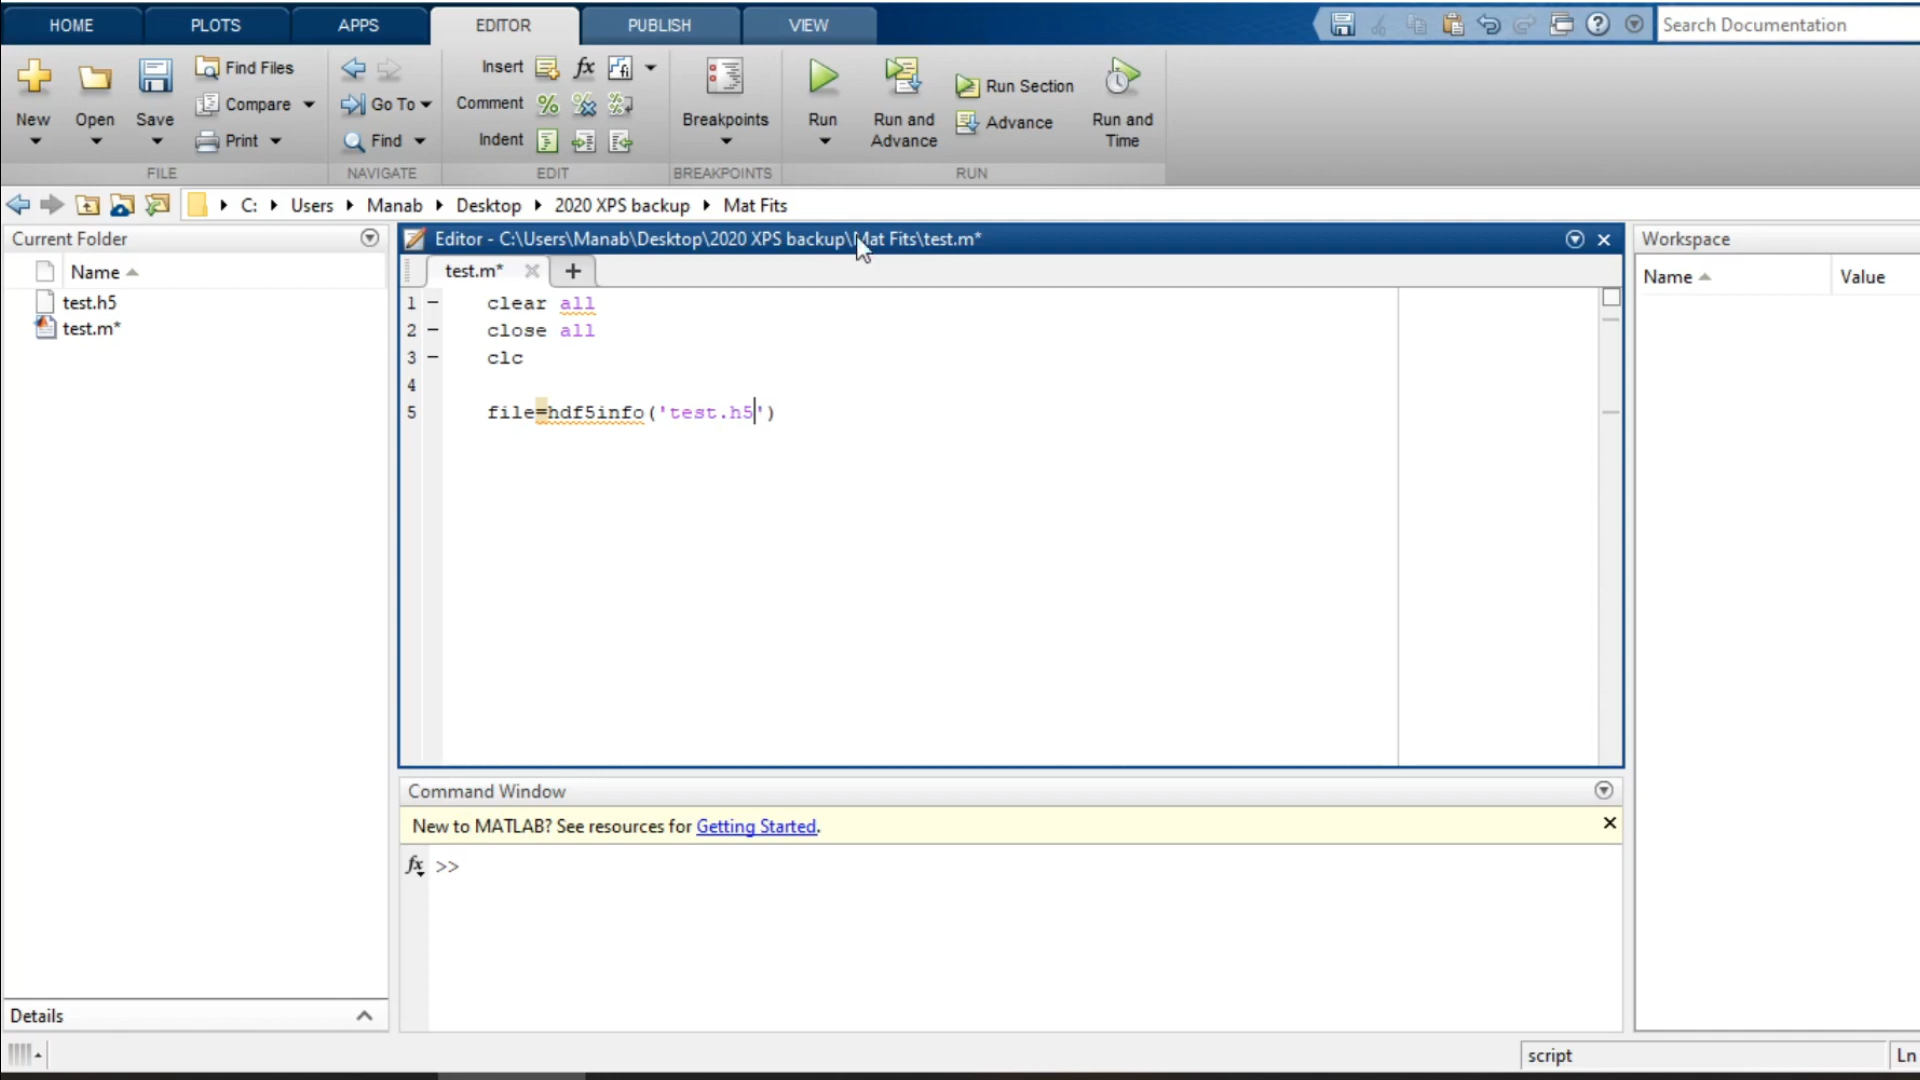 HOME PLOTS APPS EDITOR PUBLISH VIEW Search Documentation
New Open Save Find Files Compare Print
FILE
Go To Find
NAVIGATE
Insert fx
Comment
Indent
EDIT
Breakpoints
BREAKPOINTS
Run Run and Advance Run Section Advance Run and Time
RUN
C: Users Manab Desktop 2020 XPS backup Mat Fits
Current Folder
Name
test.h5
test.m*
Details
Editor - C:\Users\Manab\Desktop\2020 XPS backup\Mat Fits\test.m*
test.m*
1 clear all
2 close all
3 clc
4
5 file=hdf5info('test.h5')
Command Window
New to MATLAB? See resources for Getting Started.
fx >>
Workspace
Name Value
script Ln